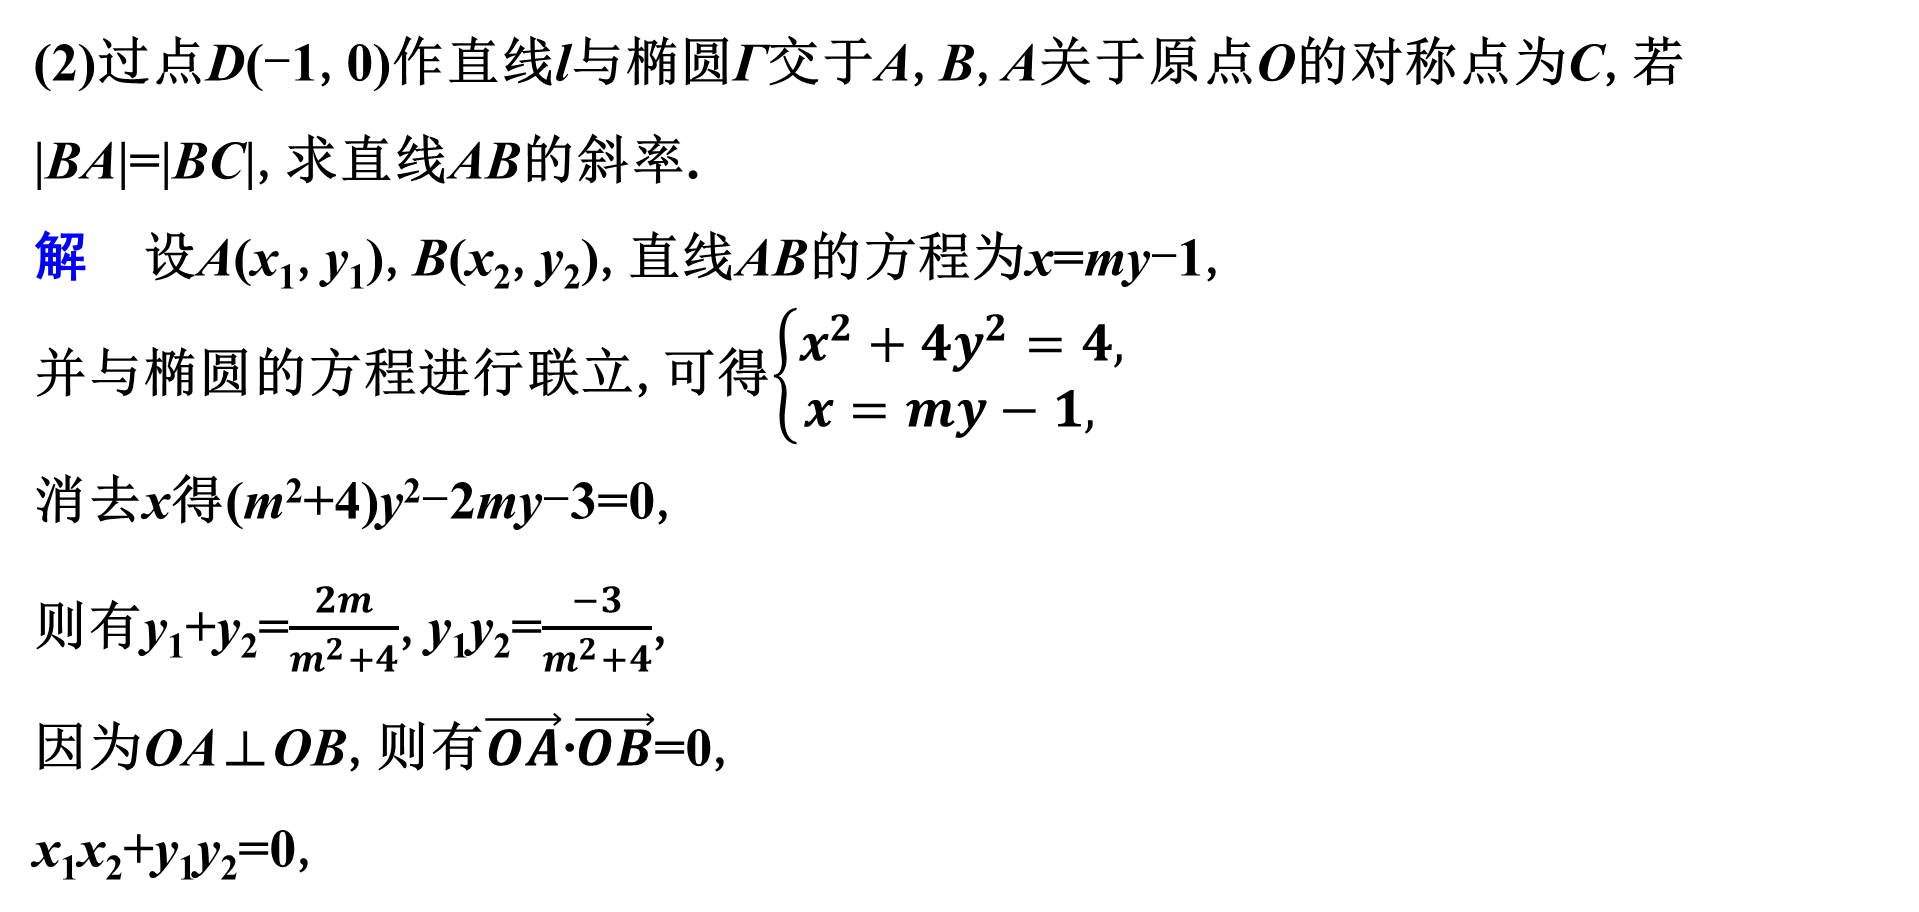 (2)过点D(−1, 0)作直线l与椭圆Γ交于A, B, A关于原点O的对称点为C, 若
|BA|=|BC|, 求直线AB的斜率.
解 设A(x₁, y₁), B(x₂, y₂), 直线AB的方程为x=my−1,
并与椭圆的方程进行联立, 可得{x² + 4y² = 4,
x = my − 1,
消去x得(m²+4)y²−2my−3=0,
则有y₁+y₂=2m/(m²+4), y₁y₂=−3/(m²+4),
因为OA⊥OB, 则有\overrightarrow{OA}·\overrightarrow{OB}=0,
x₁x₂+y₁y₂=0,